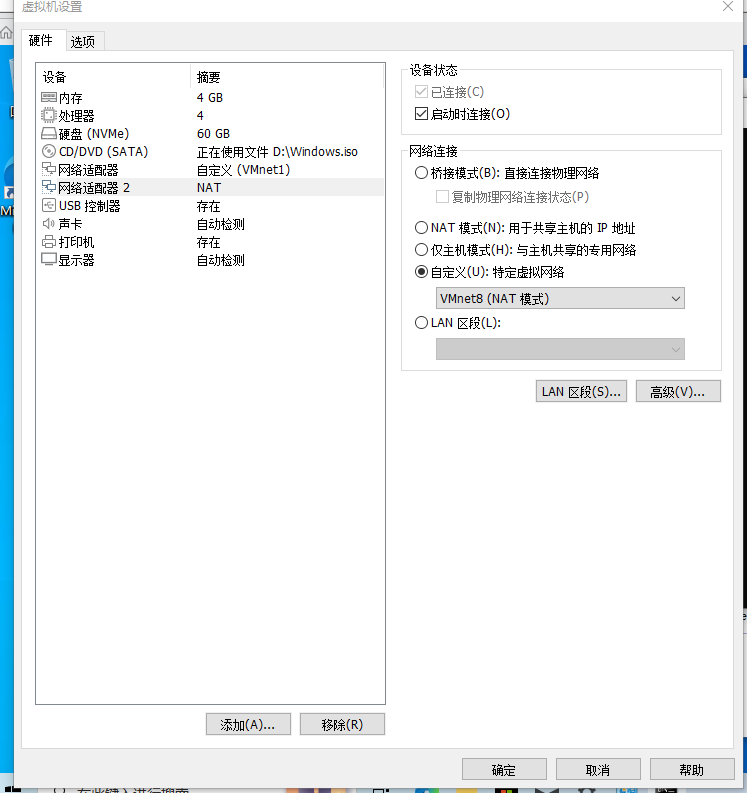 虚拟机设置
硬件 选项
设备 摘要
内存 4 GB
处理器 4
硬盘 (NVMe) 60 GB
CD/DVD (SATA) 正在使用文件 D:\Windows.iso
网络适配器 自定义 (VMnet1)
网络适配器 2 NAT
USB 控制器 存在
声卡 自动检测
打印机 存在
显示器 自动检测
添加(A)... 移除(R)
设备状态
已连接(C)
启动时连接(O)
网络连接
桥接模式(B): 直接连接物理网络
复制物理网络连接状态(P)
NAT 模式(N): 用于共享主机的 IP 地址
仅主机模式(H): 与主机共享的专用网络
自定义(U): 特定虚拟网络
VMnet8 (NAT 模式)
LAN 区段(L):
LAN 区段(S)... 高级(V)...
确定 取消 帮助
在此键入进行搜索